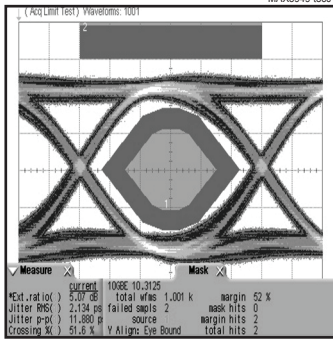 ( Acq Limit Test ) Waveforms: 1001
2
1
Measure
Mask
current 10GBE 10.3125
*Ext.ratio( ) 5.07 dB total wfms 1.001 k margin 52 %
Jitter RMS( ) 2.134 ps failed smpls 2 mask hits 0
Jitter p-p( ) 11.880 p source margin hits 2
Crossing %( ) 51.6 % Y Align: Eye Bound total hits 2